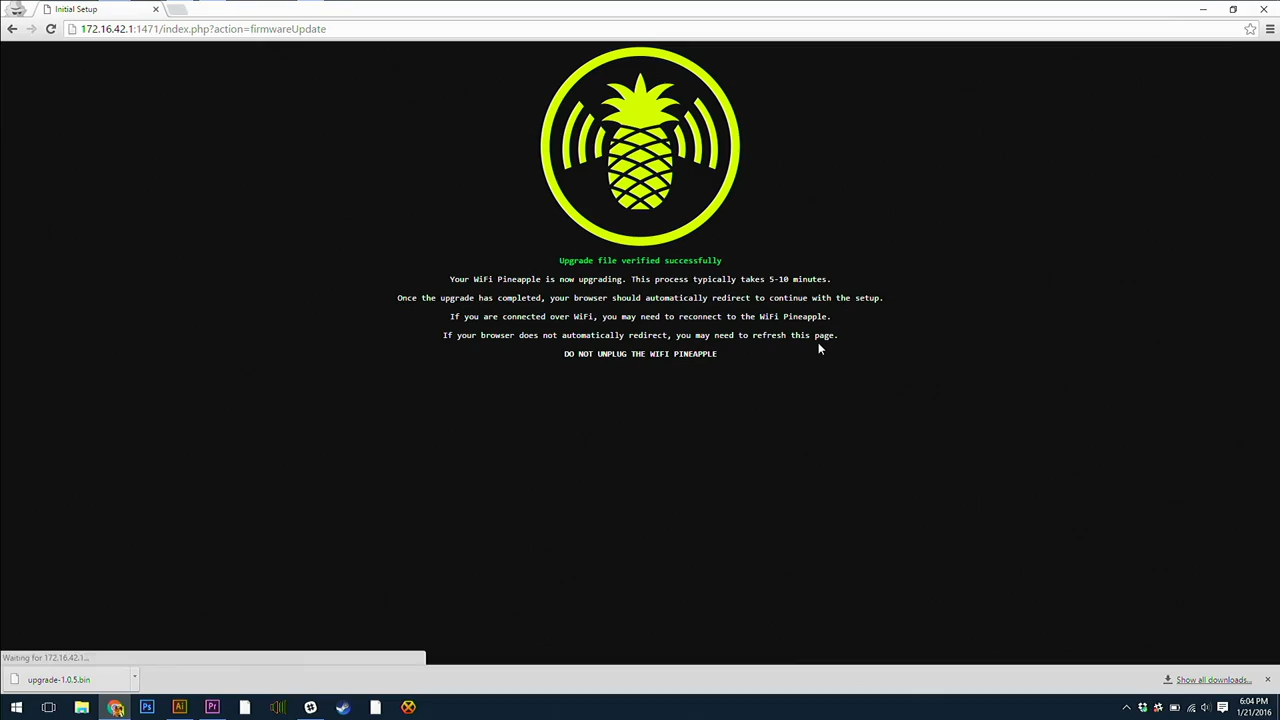 Initial Setup
172.16.42.1:1471/index.php?action=firmwareUpdate
Upgrade file verified successfully
Your WiFi Pineapple is now upgrading. This process typically takes 5-10 minutes.
Once the upgrade has completed, your browser should automatically redirect to continue with the setup.
If you are connected over WiFi, you may need to reconnect to the WiFi Pineapple.
If your browser does not automatically redirect, you may need to refresh this page.
DO NOT UNPLUG THE WIFI PINEAPPLE
Waiting for 172.16.42.1...
upgrade-1.0.5.bin
Show all downloads...
Ps
Ai
Pr
6:04 PM
1/21/2016